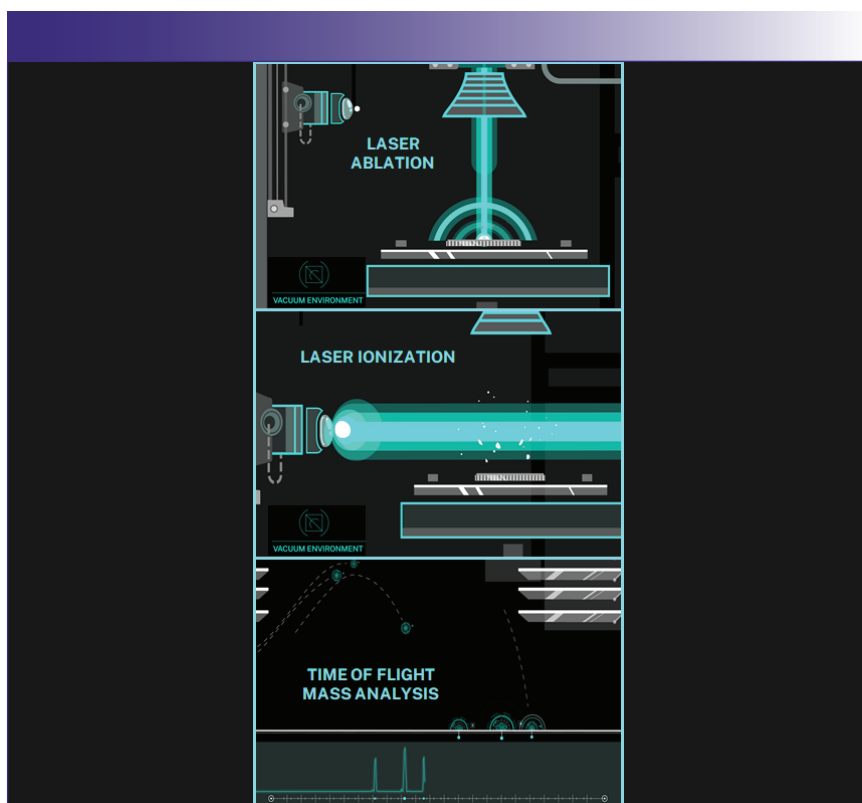 LASER
ABLATION
VACUUM ENVIRONMENT
LASER IONIZATION
VACUUM ENVIRONMENT
TIME OF FLIGHT
MASS ANALYSIS